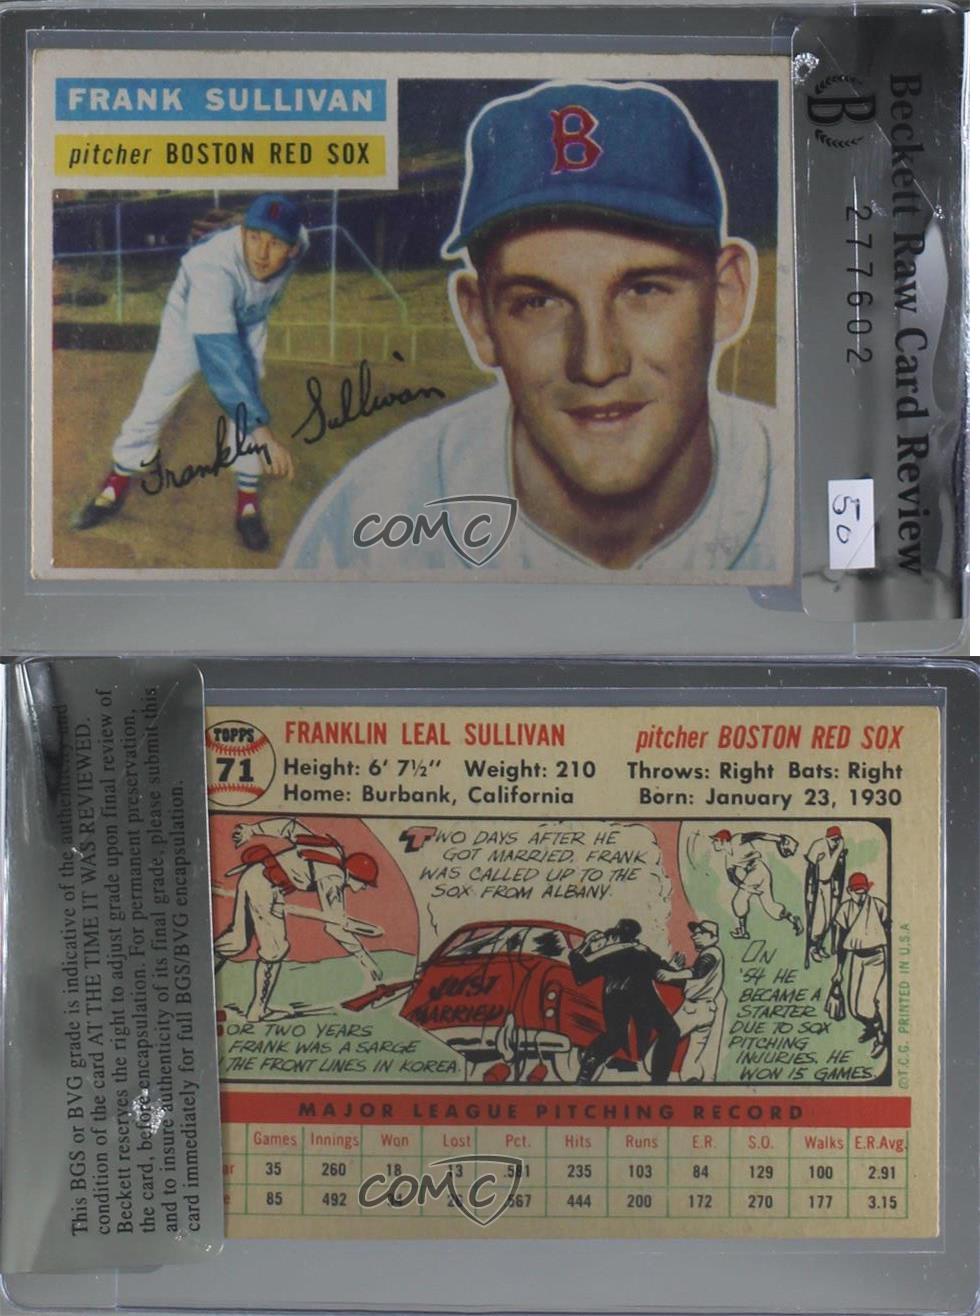 FRANK SULLIVAN
pitcher BOSTON RED SOX
B
Franklin Sullivan
COMC
B
Beckett Raw Card Review
277602
50
This BGS or BVG grade is indicative of the authenticity and
condition of the card AT THE TIME IT WAS REVIEWED.
Beckett reserves the right to adjust grade upon final review of
the card, before encapsulation. For permanent preservation,
and to insure authenticity of its final grade, please submit this
card immediately for full BGS/BVG encapsulation.
TOPPS
71
FRANKLIN LEAL SULLIVAN
pitcher BOSTON RED SOX
Height: 6' 7½" Weight: 210
Throws: Right Bats: Right
Home: Burbank, California
Born: January 23, 1930
TWO DAYS AFTER HE
GOT MARRIED, FRANK
WAS CALLED UP TO THE
SOX FROM ALBANY.
JUST
MARRIED
OR TWO YEARS
FRANK WAS A SARGE
THE FRONT LINES IN KOREA.
ON
'54 HE
BECAME A
STARTER
DUE TO SOX
PITCHING
INJURIES. HE
WON 15 GAMES.
©T.C.G. PRINTED IN U.S.A
MAJOR LEAGUE PITCHING RECORD
Games Innings Won Lost Pct. Hits Runs E.R. S.O. Walks E.R.Avg.
ar 35 260 18 13 .581 235 103 84 129 100 2.91
e 85 492 34 26 .567 444 200 172 270 177 3.15
COMC